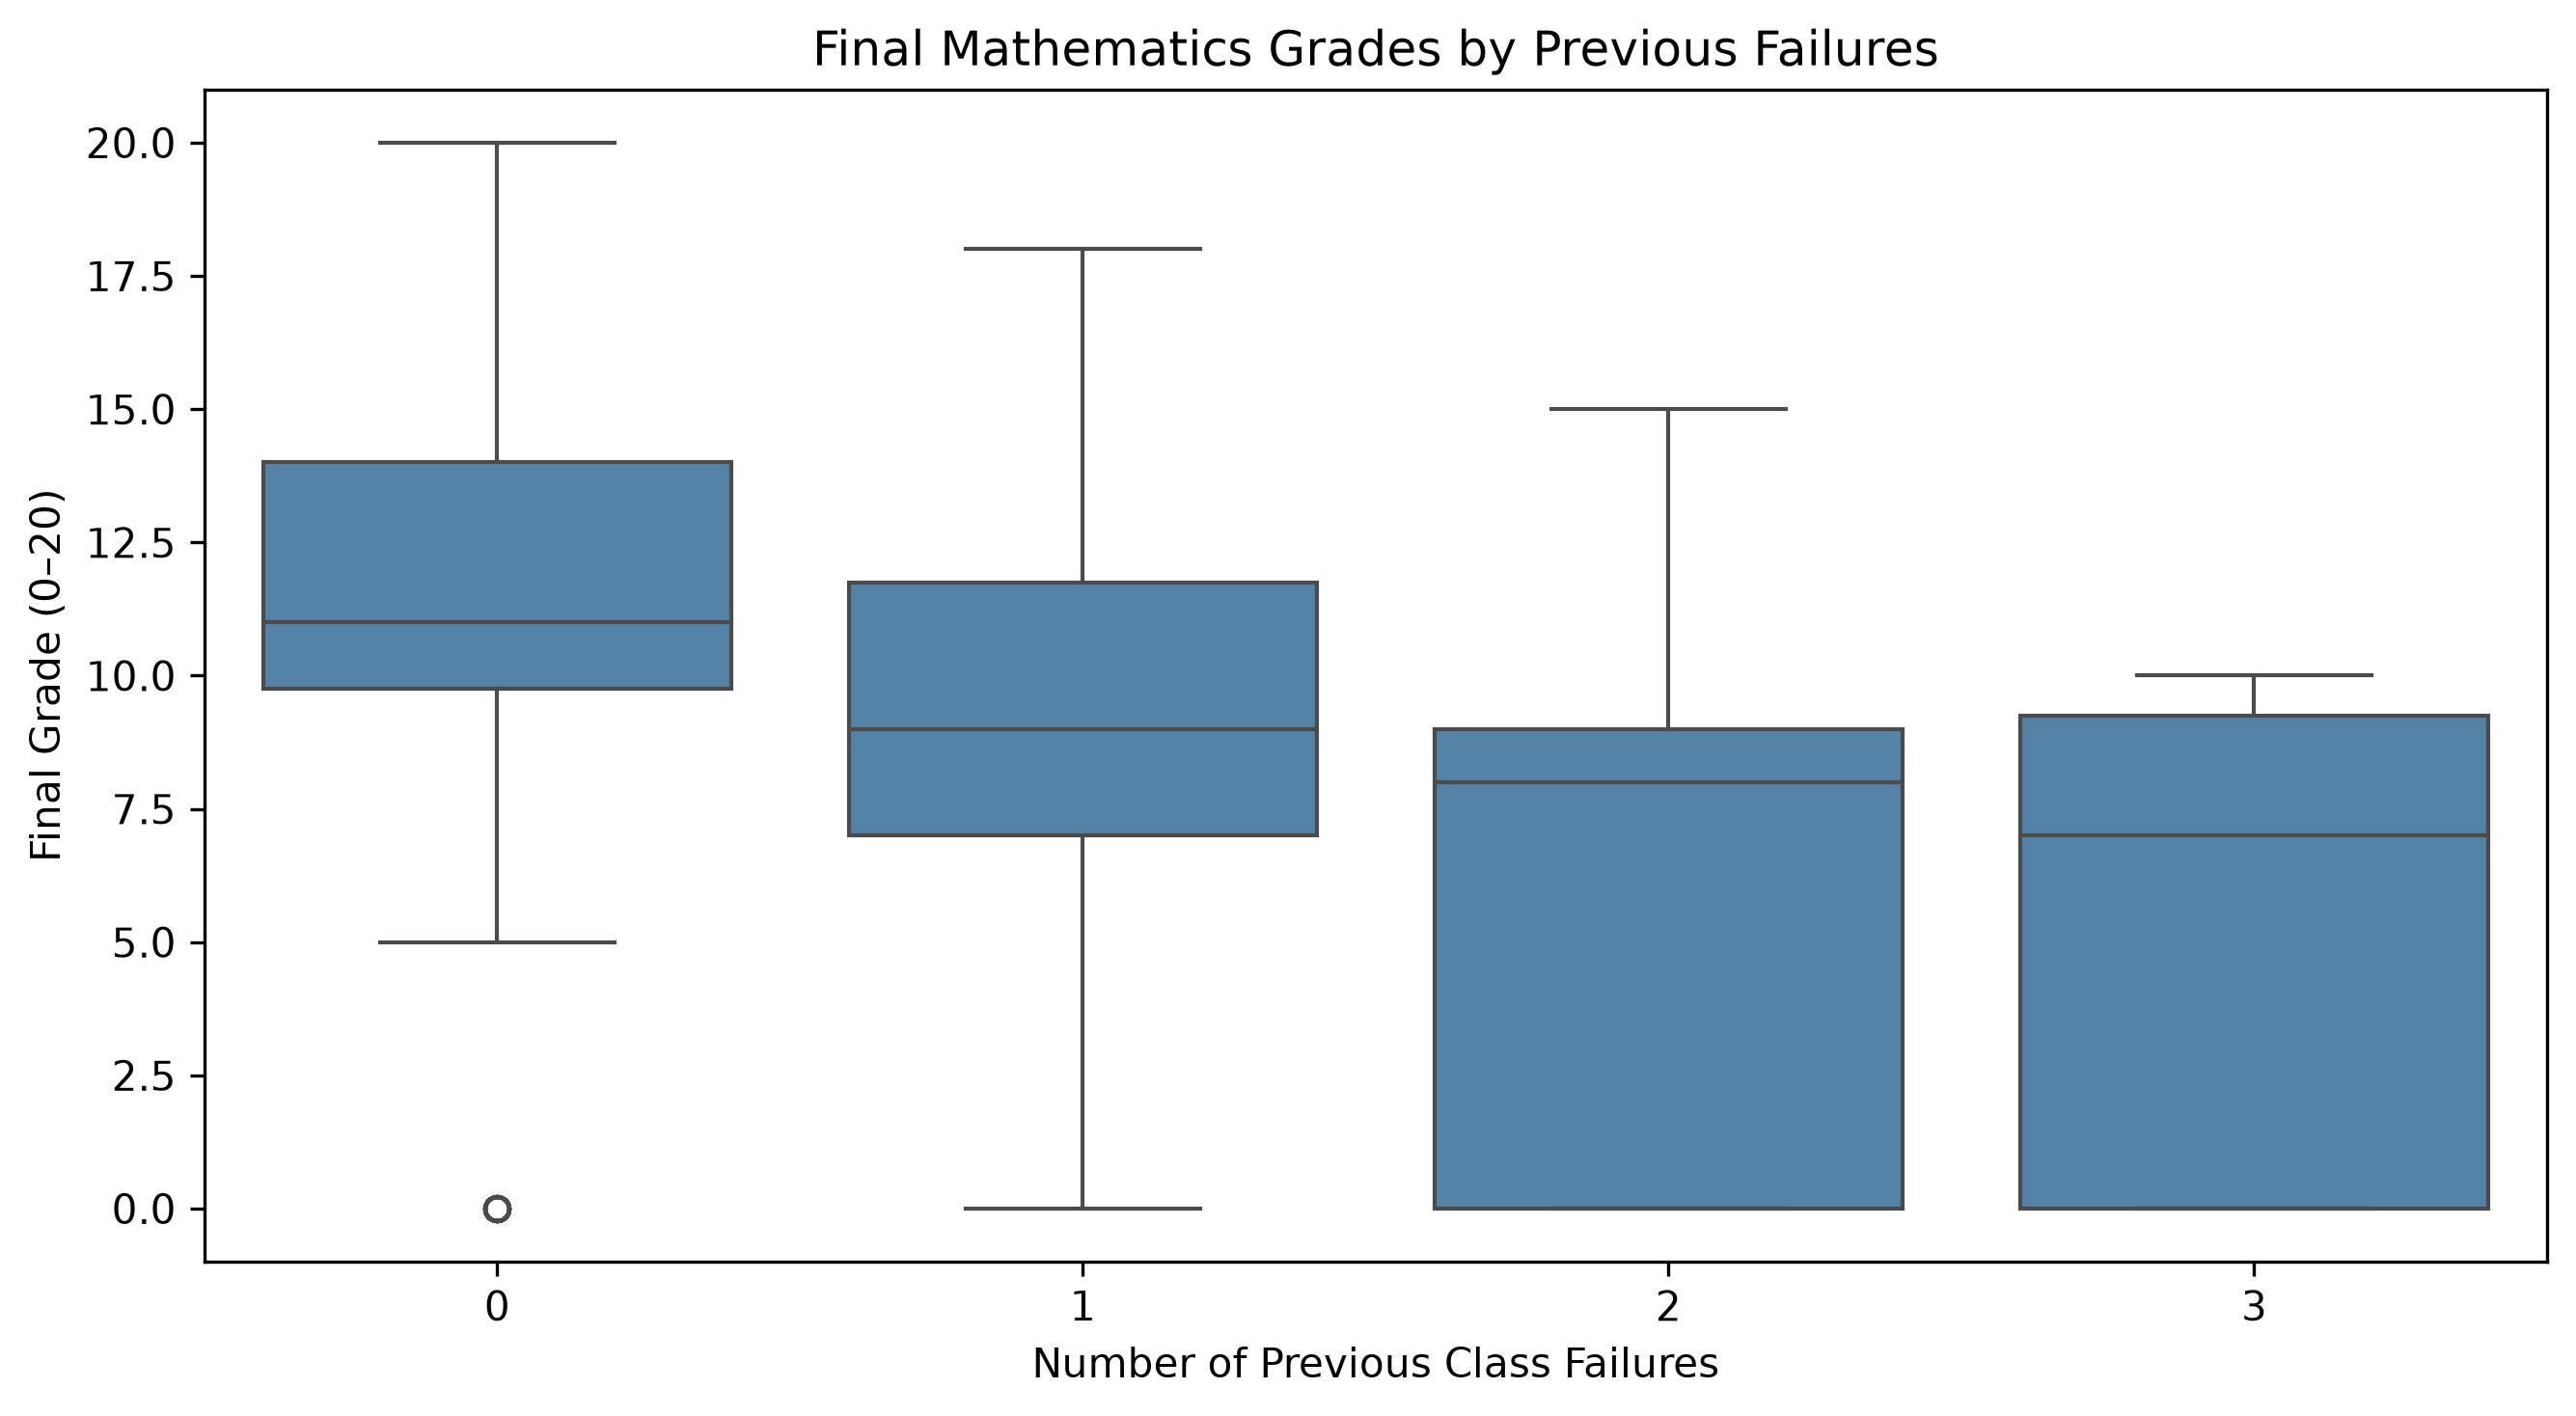 Final Mathematics Grades by Previous Failures
Final Grade (0–20)
20.0
17.5
15.0
12.5
10.0
7.5
5.0
2.5
0.0
0 1 2 3
Number of Previous Class Failures